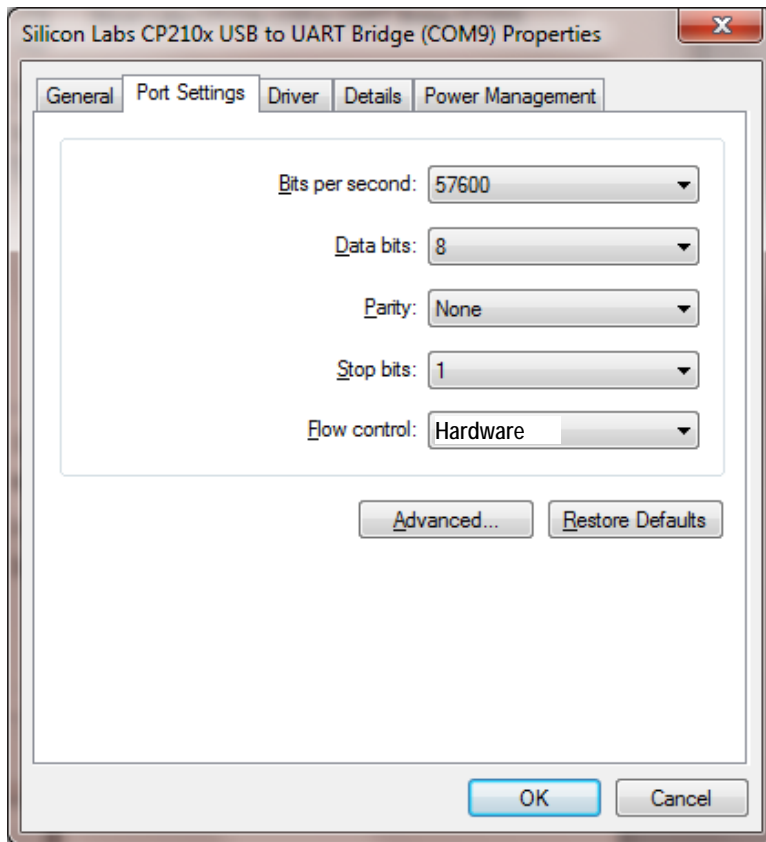 Silicon Labs CP210x USB to UART Bridge (COM9) Properties
General Port Settings Driver Details Power Management
Bits per second: 57600
Data bits: 8
Parity: None
Stop bits: 1
Flow control: Hardware
Advanced... Restore Defaults
OK Cancel